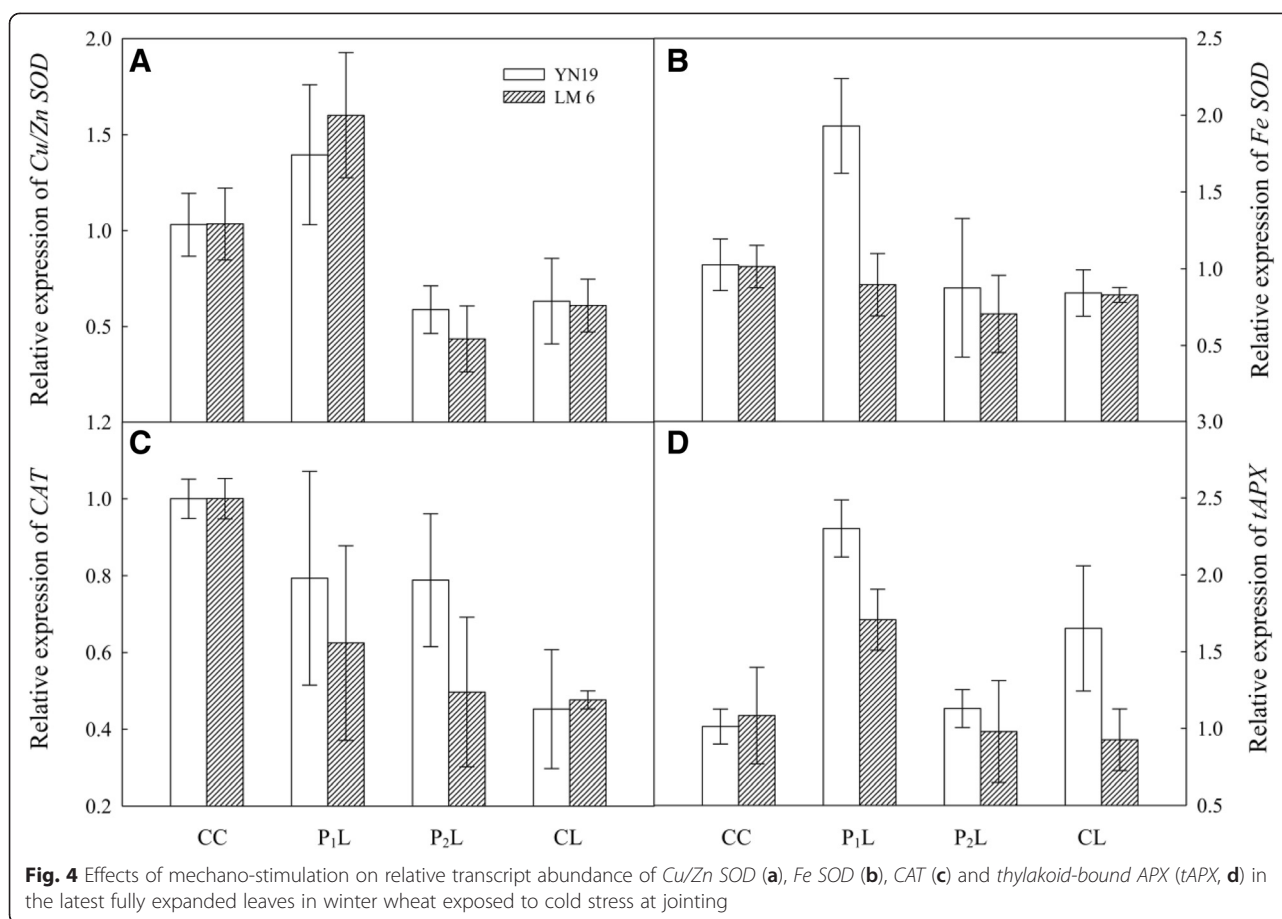 A
2.0
1.5
1.0
0.5
1.2
Relative expression of Cu/Zn SOD
YN19
LM 6
B
2.5
2.0
1.5
1.0
0.5
3.0
Relative expression of Fe SOD
C
1.0
0.8
0.6
0.4
0.2
Relative expression of CAT
CC P₁L P₂L CL
D
2.5
2.0
1.5
1.0
0.5
Relative expression of tAPX
CC P₁L P₂L CL
Fig. 4 Effects of mechano-stimulation on relative transcript abundance of Cu/Zn SOD (a), Fe SOD (b), CAT (c) and thylakoid-bound APX (tAPX, d) in
the latest fully expanded leaves in winter wheat exposed to cold stress at jointing